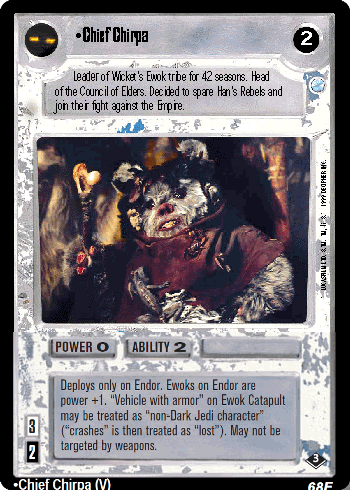 •Chief Chirpa
2
Leader of Wicket's Ewok tribe for 42 seasons. Head
of the Council of Elders. Decided to spare Han's Rebels and
join their fight against the Empire.
POWER 0 ABILITY 2
Deploys only on Endor. Ewoks on Endor are
power +1. "Vehicle with armor" on Ewok Catapult
may be treated as "non-Dark Jedi character"
("crashes" is then treated as "lost"). May not be
targeted by weapons.
3
2
3
•Chief Chirpa (V)